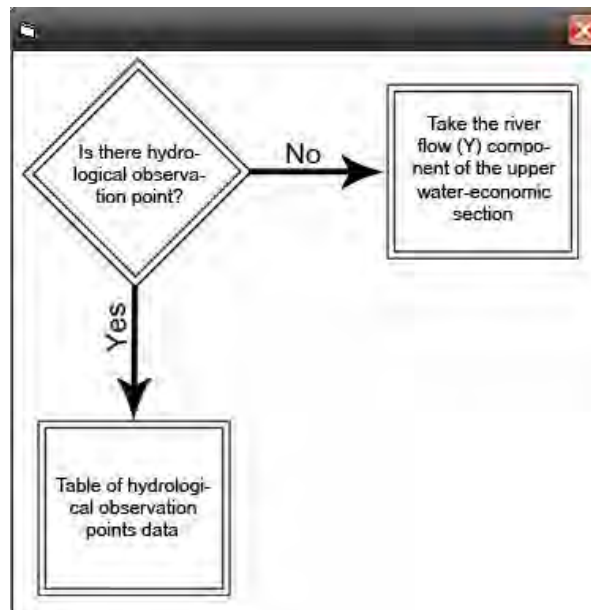 Is there hydro-
logical observa-
tion point?
No
Take the river
flow (Y) compo-
nent of the upper
water-economic
section
Yes
Table of hydrologi-
cal observation
points data